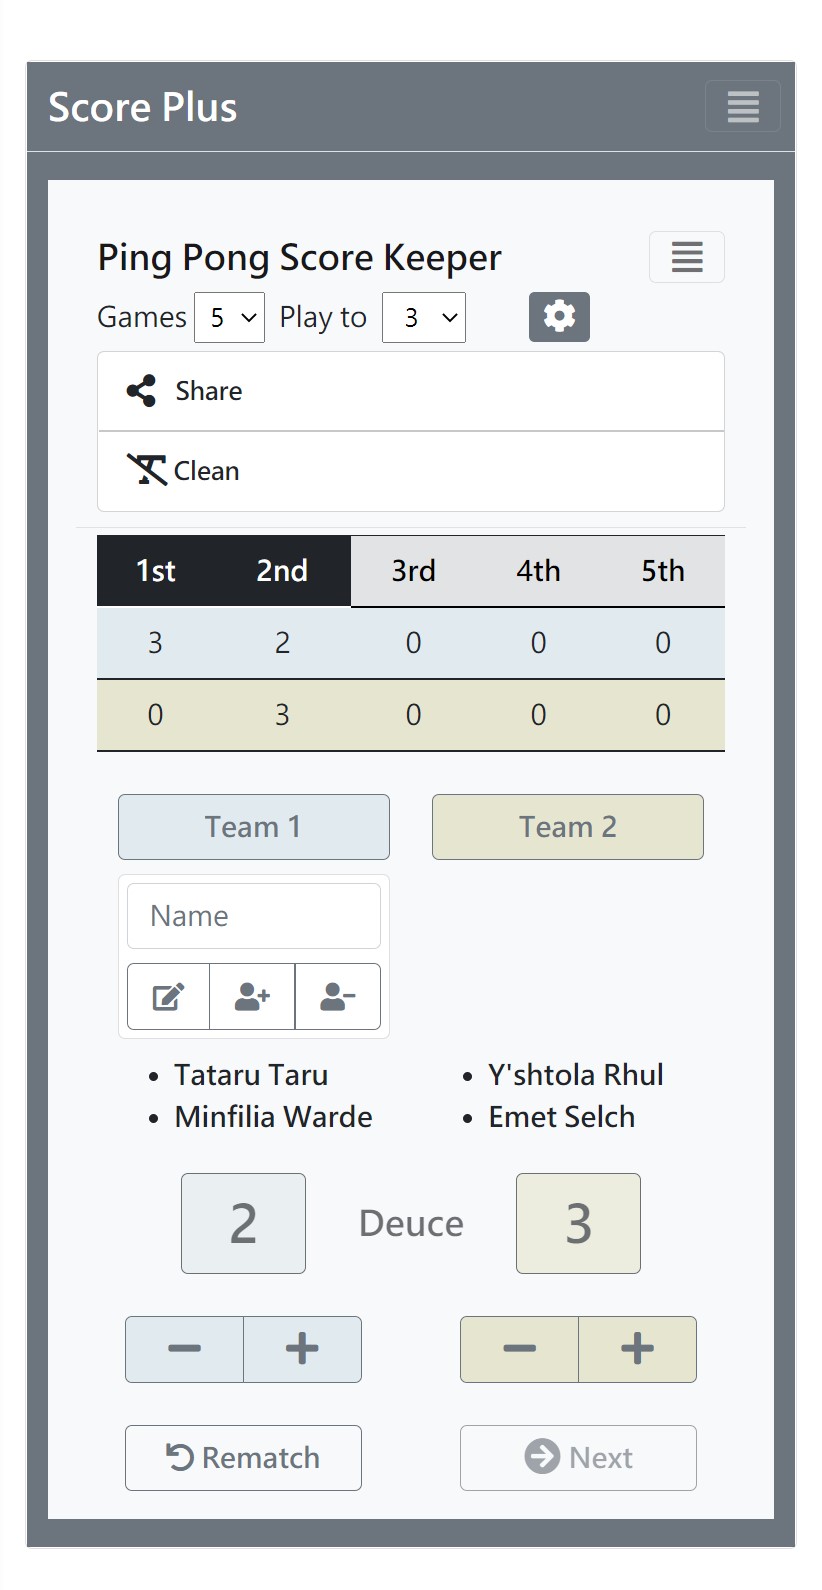 Score Plus
Ping Pong Score Keeper
Games 5 Play to 3
Share
Clean
1st 2nd 3rd 4th 5th
3 2 0 0 0
0 3 0 0 0
Team 1 Team 2
Name
• Tataru Taru • Y'shtola Rhul
• Minfilia Warde • Emet Selch
2 Deuce 3
Rematch Next